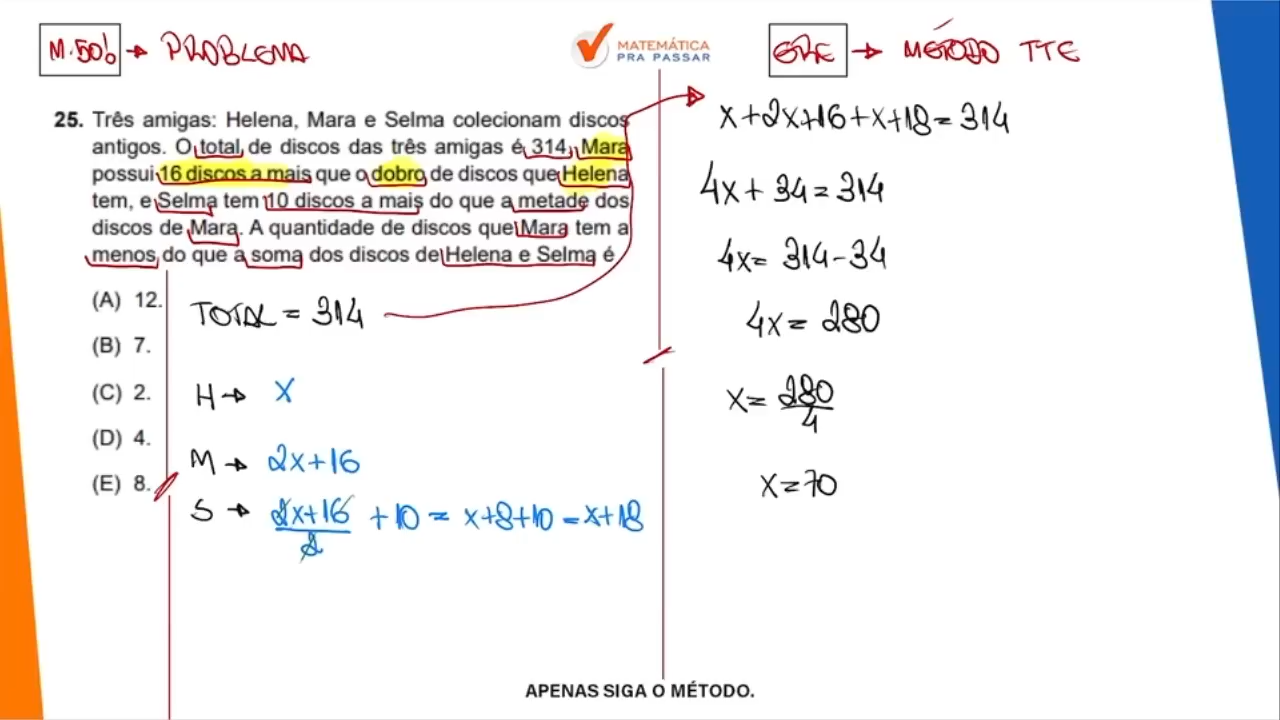 M.50! → PROBLEMA
MATEMÁTICA
PRA PASSAR
→ MÉTODO TTE
25. Três amigas: Helena, Mara e Selma colecionam discos
antigos. O total de discos das três amigas é 314. Mara
possui 16 discos a mais que o dobro de discos que Helena
tem, e Selma tem 10 discos a mais do que a metade dos
discos de Mara. A quantidade de discos que Mara tem a
menos do que a soma dos discos de Helena e Selma é
(A) 12.
(B) 7.
(C) 2.
(D) 4.
(E) 8.
TOTAL = 314
H → x
M → 2x+16
S → 2x+16/2 +10 = x+8+10 = x+18
x+2x+16+x+18=314
4x+34=314
4x=314-34
4x=280
x=280/4
x=70
APENAS SIGA O MÉTODO.